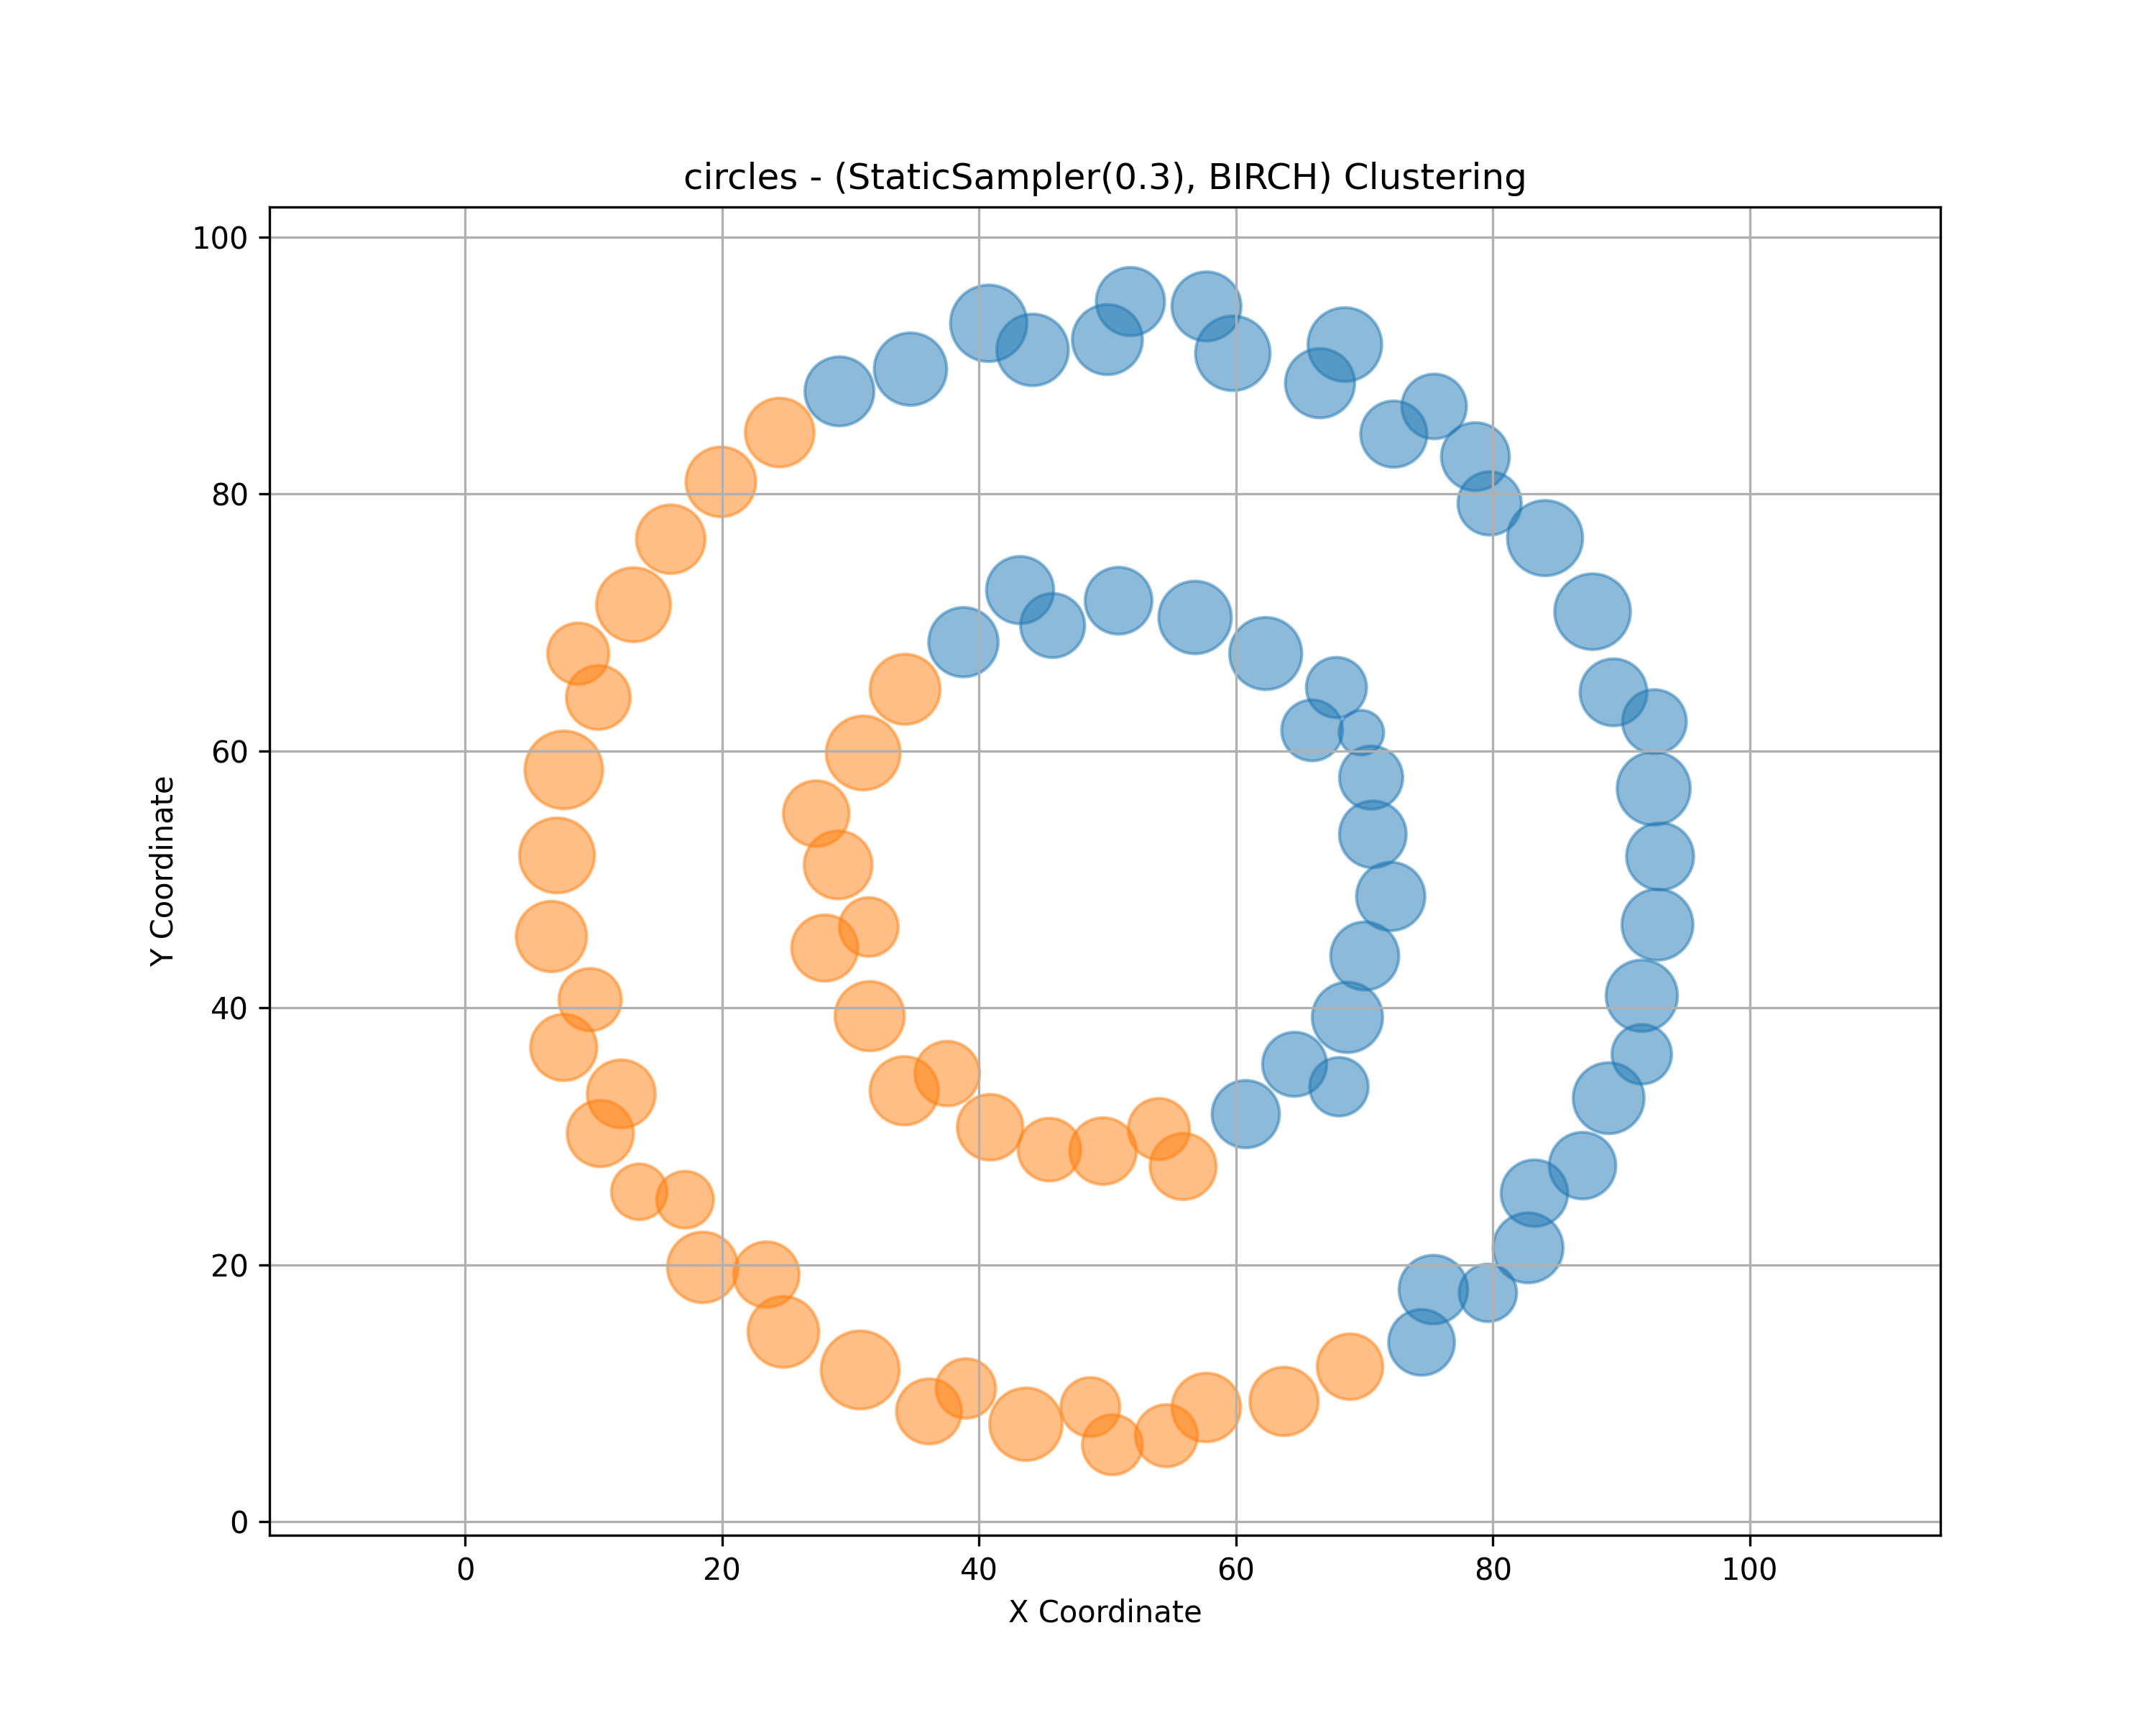 circles - (StaticSampler(0.3), BIRCH) Clustering
100
80
60
40
20
0
Y Coordinate
0 20 40 60 80 100
X Coordinate